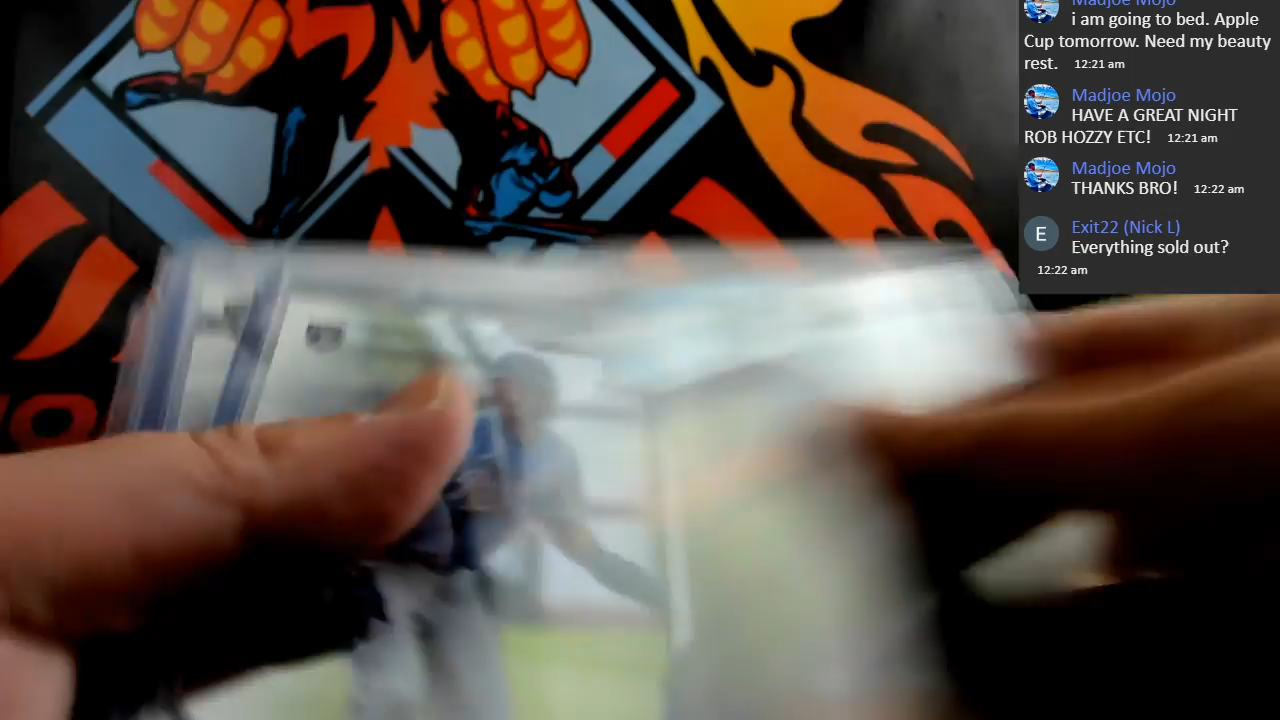 Madjoe Mojo
i am going to bed. Apple
Cup tomorrow. Need my beauty
rest. 12:21 am
Madjoe Mojo
HAVE A GREAT NIGHT
ROB HOZZY ETC! 12:21 am
Madjoe Mojo
THANKS BRO! 12:22 am
E
Exit22 (Nick L)
Everything sold out?
12:22 am